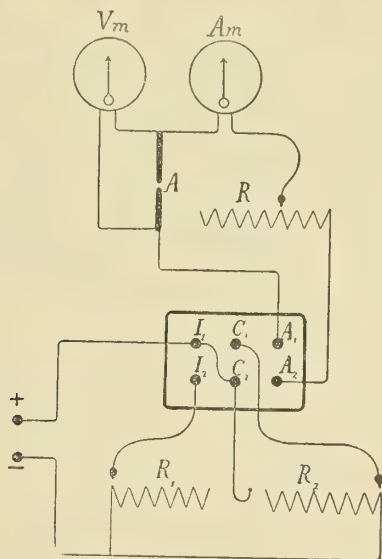 Vm
Am
A
R
I₁ C₁ A₁
I₂ C₂ A₂
+
−
R₁ R₂